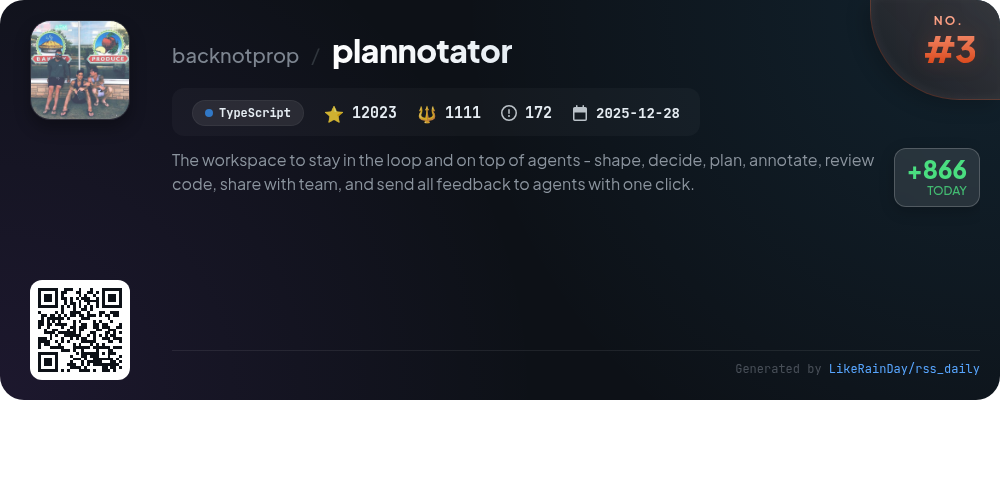 NO.
#3
backnotprop / plannotator
TypeScript 12023 1111 172 2025-12-28
The workspace to stay in the loop and on top of agents - shape, decide, plan, annotate, review
code, share with team, and send all feedback to agents with one click.
+866
TODAY
Generated by LikeRainDay/rss_daily
PRODUCE